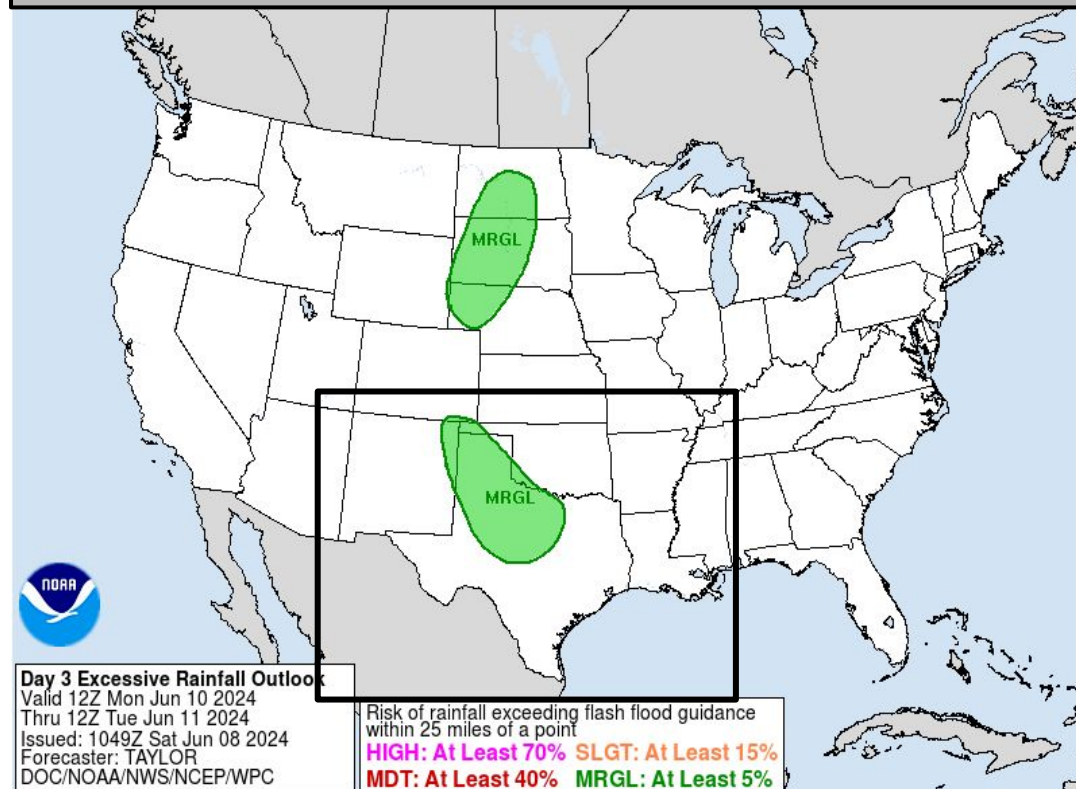 MRGL
MRGL
NOAA
Day 3 Excessive Rainfall Outlook
Valid 12Z Mon Jun 10 2024
Thru 12Z Tue Jun 11 2024
Issued: 1049Z Sat Jun 08 2024
Forecaster: TAYLOR
DOC/NOAA/NWS/NCEP/WPC
Risk of rainfall exceeding flash flood guidance
within 25 miles of a point
HIGH: At Least 70% SLGT: At Least 15%
MDT: At Least 40% MRGL: At Least 5%